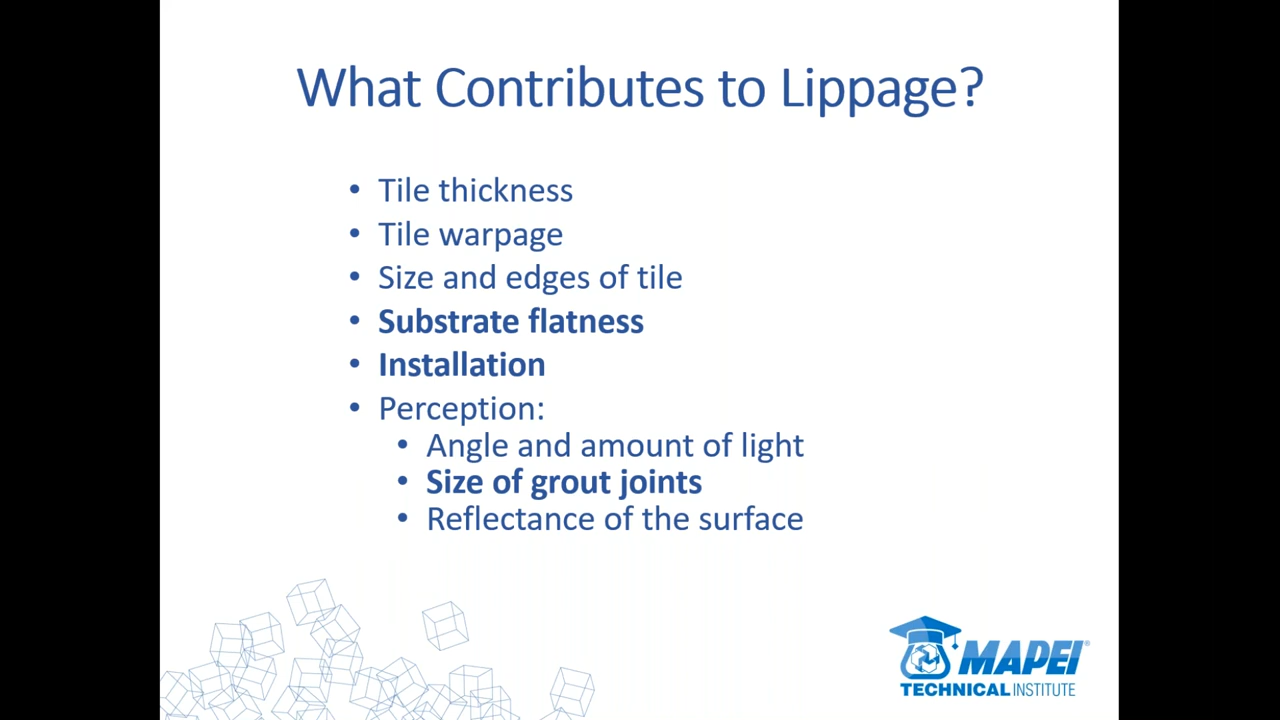 What Contributes to Lippage?
• Tile thickness
• Tile warpage
• Size and edges of tile
• Substrate flatness
• Installation
• Perception:
• Angle and amount of light
• Size of grout joints
• Reflectance of the surface
MAPEI®
TECHNICAL INSTITUTE